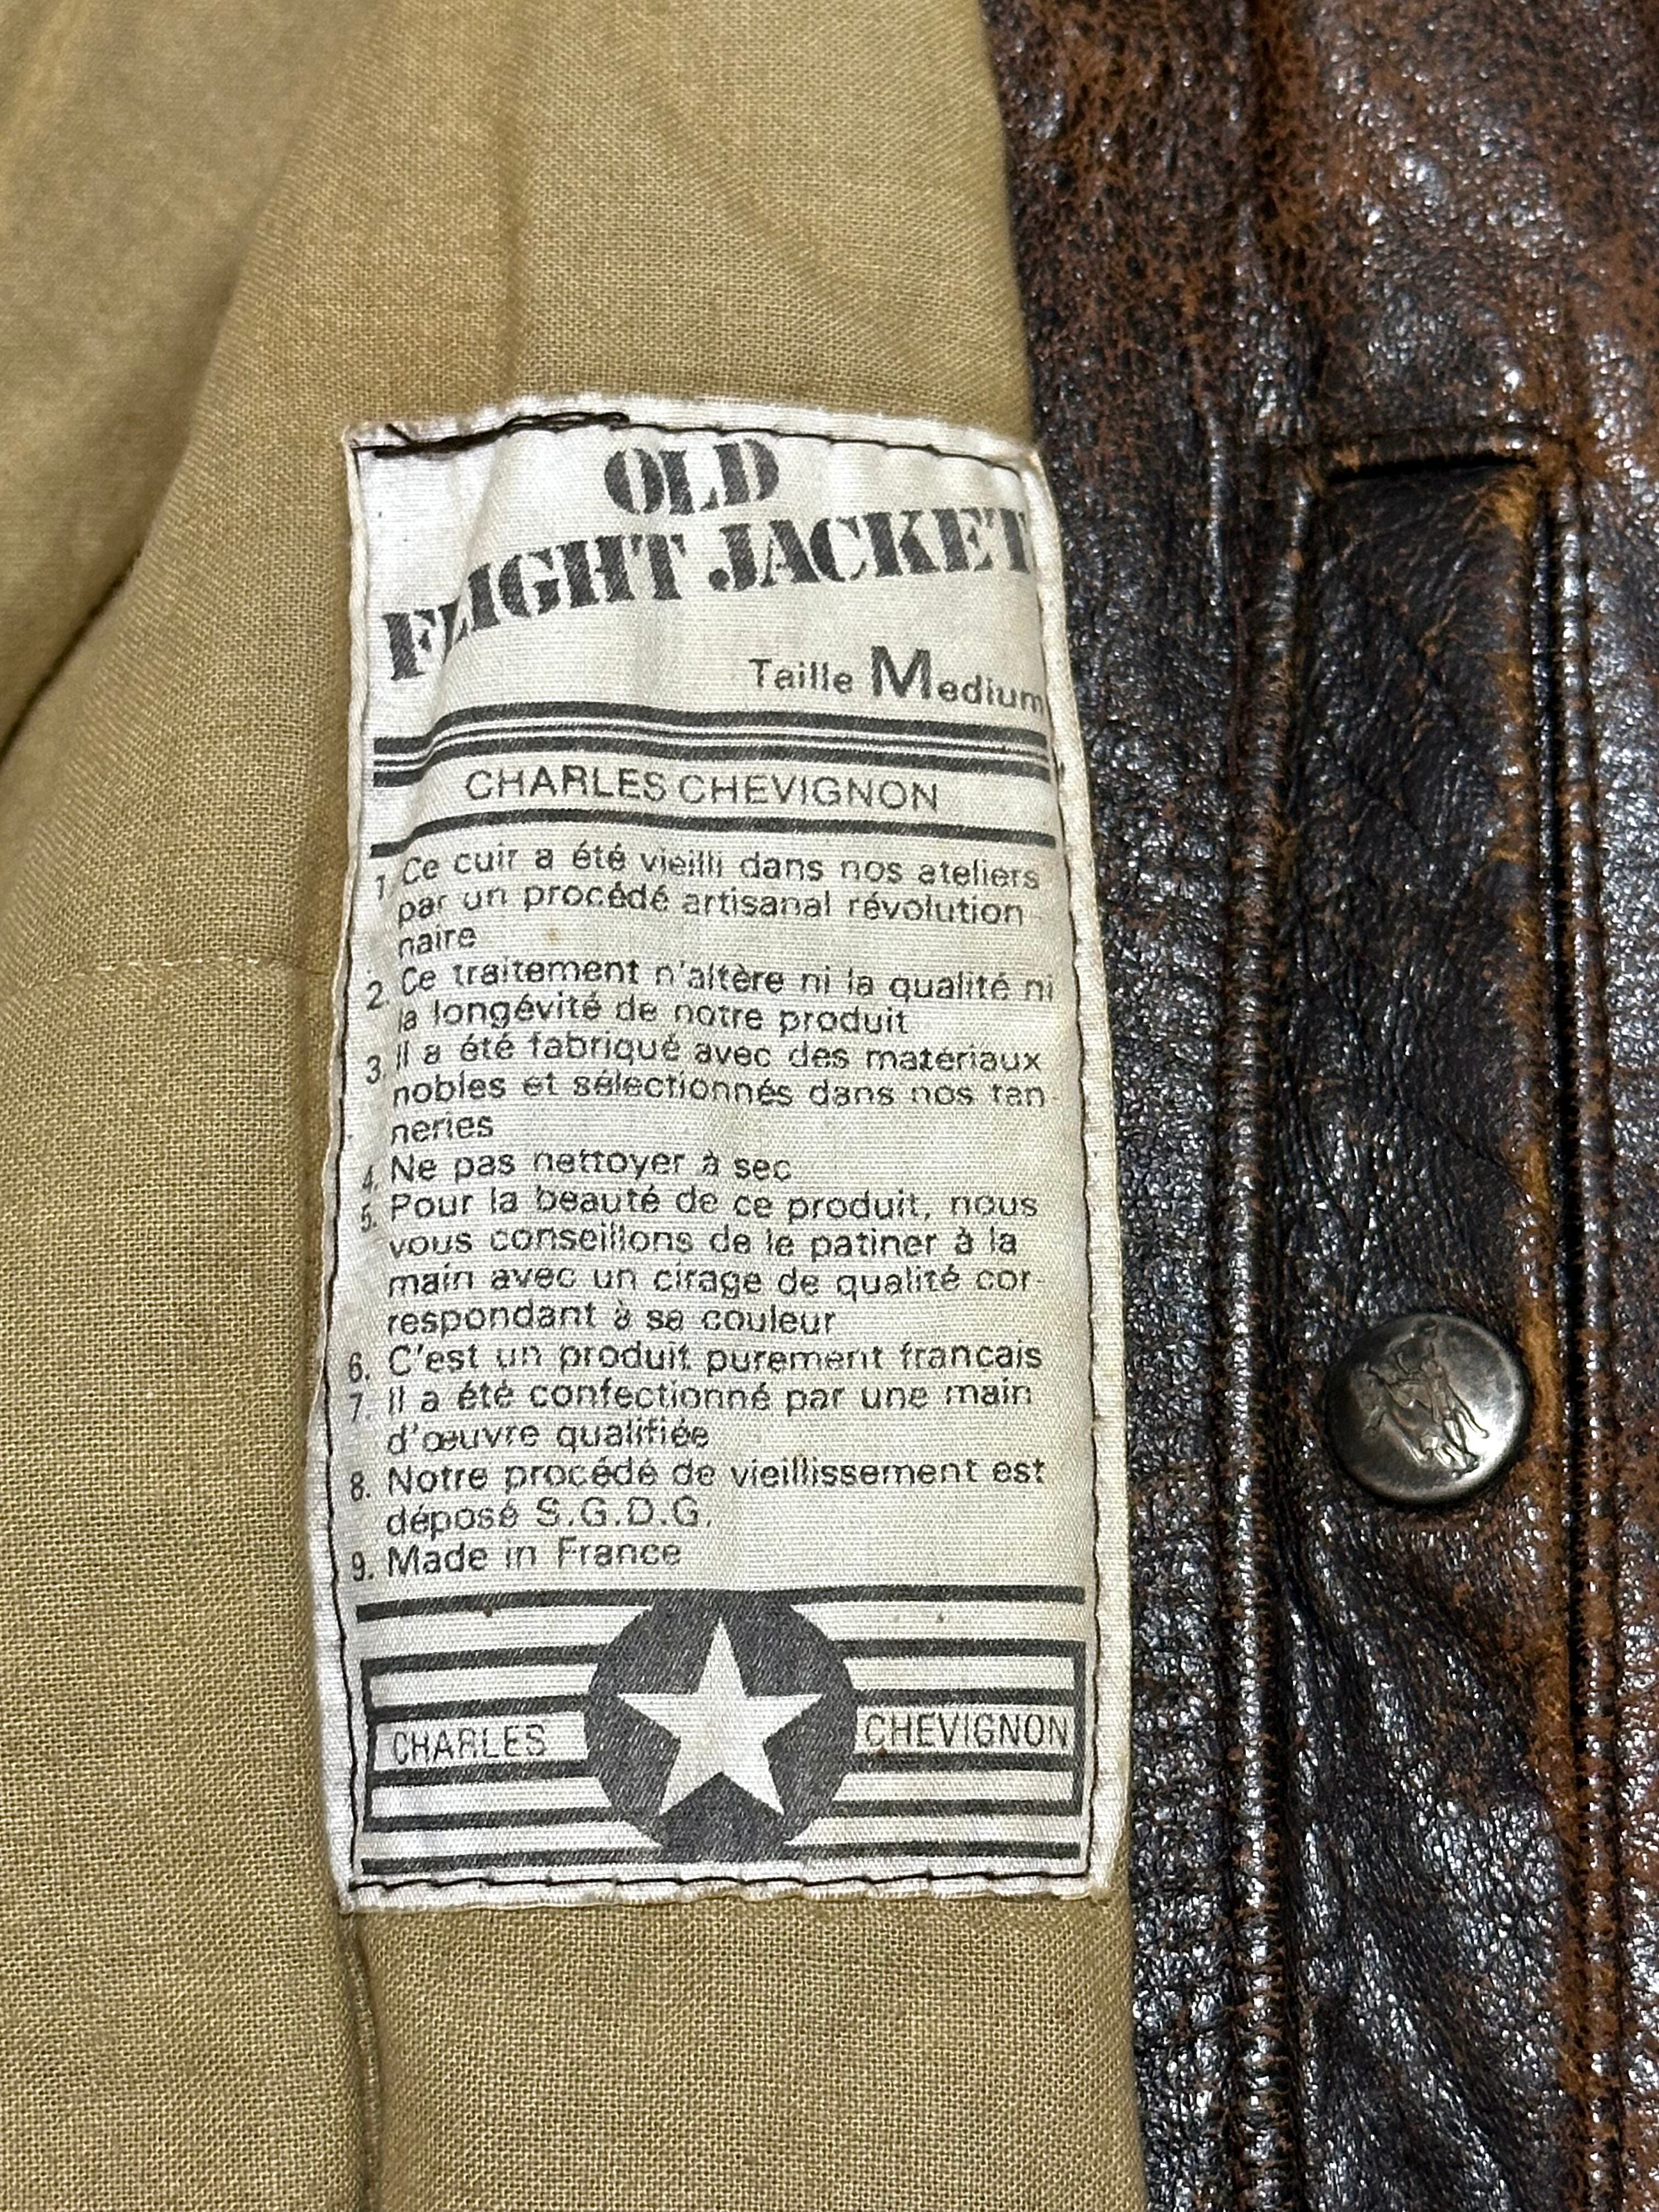 OLD
FLIGHT JACKET
Taille Medium
CHARLES CHEVIGNON
1. Ce cuir a été vieilli dans nos ateliers
par un procédé artisanal révolution-
naire
2. Ce traitement n'altère ni la qualité ni
la longévité de notre produit
3. Il a été fabriqué avec des matériaux
nobles et sélectionnés dans nos tan-
neries
4. Ne pas nettoyer à sec
5. Pour la beauté de ce produit, nous
vous conseillons de le patiner à la
main avec un cirage de qualité cor-
respondant à sa couleur
6. C'est un produit purement francais
7. Il a été confectionné par une main
d'œuvre qualifiée
8. Notre procédé de vieillissement est
déposé S.G.D.G.
9. Made in France
CHARLES CHEVIGNON